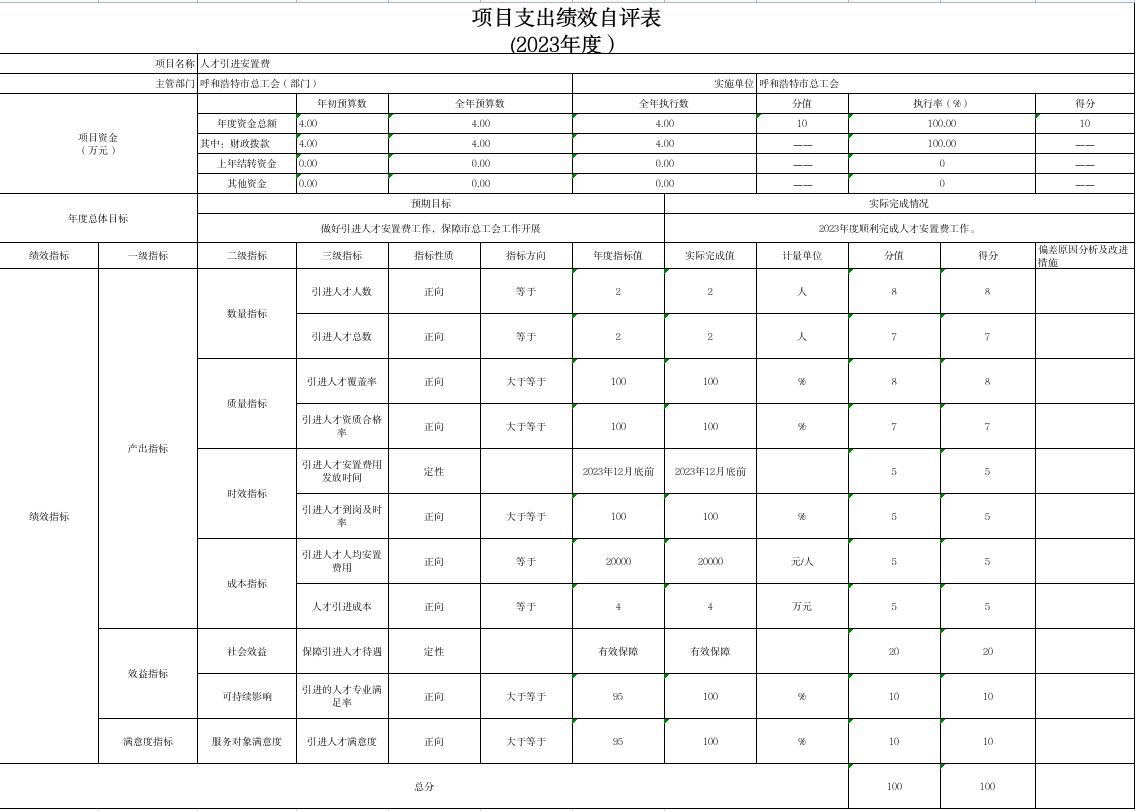 项目支出绩效自评表
（2023年度 ）
项目名称 人才引进安置费
主管部门 呼和浩特市总工会（部门） 实施单位 呼和浩特市总工会
项目资金
（万元 ）
年初预算数 全年预算数 全年执行数 分值 执行率（%） 得分
年度资金总额 4.00 4.00 4.00 10 100.00 10
其中：财政拨款 4.00 4.00 4.00 —— 100.00 ——
上年结转资金 0.00 0.00 0.00 —— 0 ——
其他资金 0.00 0.00 0.00 —— 0 ——
年度总体目标
预期目标 实际完成情况
做好引进人才安置费工作，保障市总工会工作开展 2023年度顺利完成人才安置费工作。
绩效指标 一级指标 二级指标 三级指标 指标性质 指标方向 年度指标值 实际完成值 计量单位 分值 得分 偏差原因分析及改进
措施
绩效指标
产出指标
数量指标
引进人才人数 正向 等于 2 2 人 8 8
引进人才总数 正向 等于 2 2 人 7 7
质量指标
引进人才覆盖率 正向 大于等于 100 100 % 8 8
引进人才资质合格
率 正向 大于等于 100 100 % 7 7
时效指标
引进人才安置费用
发放时间 定性 2023年12月底前 2023年12月底前 5 5
引进人才到岗及时
率 正向 大于等于 100 100 % 5 5
成本指标
引进人才人均安置
费用 正向 等于 20000 20000 元/人 5 5
人才引进成本 正向 等于 4 4 万元 5 5
效益指标
社会效益 保障引进人才待遇 定性 有效保障 有效保障 20 20
可持续影响 引进的人才专业满
足率 正向 大于等于 95 100 % 10 10
满意度指标 服务对象满意度 引进人才满意度 正向 大于等于 95 100 % 10 10
总分 100 100